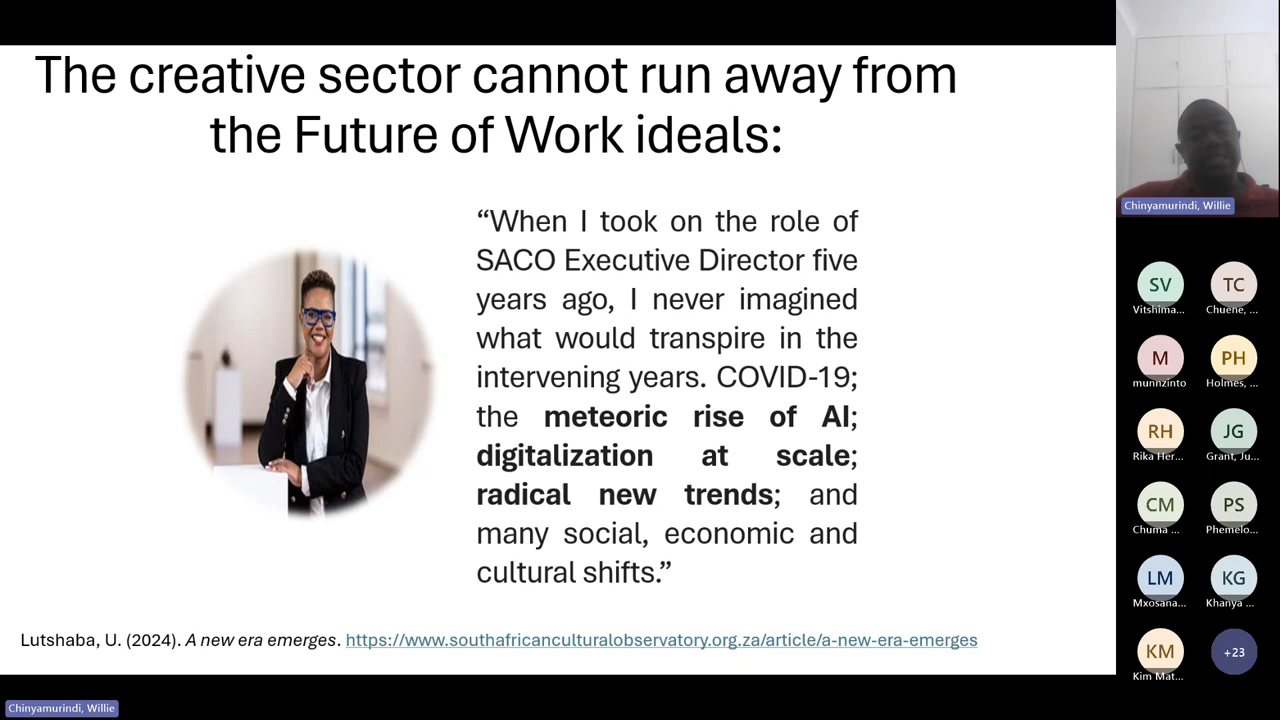 The creative sector cannot run away from
the Future of Work ideals:
“When I took on the role of
SACO Executive Director five
years ago, I never imagined
what would transpire in the
intervening years. COVID-19;
the meteoric rise of AI;
digitalization at scale;
radical new trends; and
many social, economic and
cultural shifts.”
Lutshaba, U. (2024). A new era emerges. https://www.southafricanculturalobservatory.org.za/article/a-new-era-emerges
Chinyamurindi, Willie
Chinyamurindi, Willie
SV
TC
Vitshima...
Chuene, ...
M
PH
munnzinto
Holmes, ...
RH
JG
Rika Her...
Grant, Ju...
CM
PS
Chuma ...
Phemelo...
LM
KG
Mxosana...
Khanya ...
KM
+23
Kim Mat...